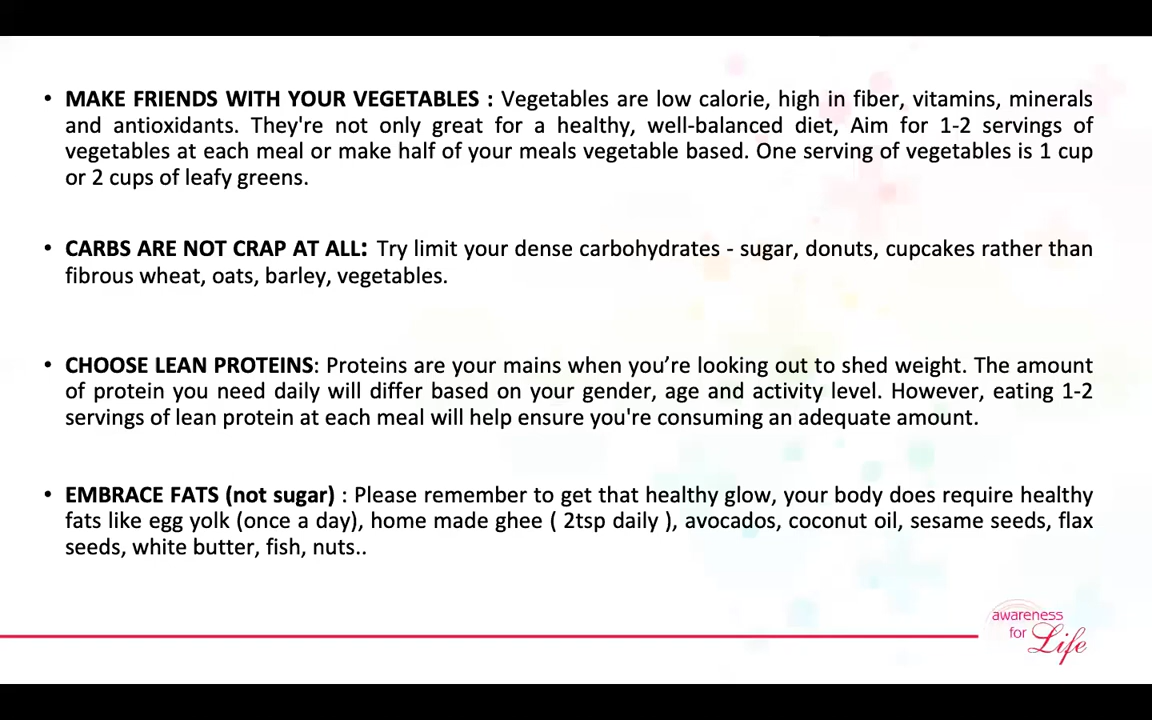 • MAKE FRIENDS WITH YOUR VEGETABLES : Vegetables are low calorie, high in fiber, vitamins, minerals
and antioxidants. They're not only great for a healthy, well-balanced diet, Aim for 1-2 servings of
vegetables at each meal or make half of your meals vegetable based. One serving of vegetables is 1 cup
or 2 cups of leafy greens.
• CARBS ARE NOT CRAP AT ALL: Try limit your dense carbohydrates - sugar, donuts, cupcakes rather than
fibrous wheat, oats, barley, vegetables.
• CHOOSE LEAN PROTEINS: Proteins are your mains when you’re looking out to shed weight. The amount
of protein you need daily will differ based on your gender, age and activity level. However, eating 1-2
servings of lean protein at each meal will help ensure you're consuming an adequate amount.
• EMBRACE FATS (not sugar) : Please remember to get that healthy glow, your body does require healthy
fats like egg yolk (once a day), home made ghee ( 2tsp daily ), avocados, coconut oil, sesame seeds, flax
seeds, white butter, fish, nuts..
awareness
for Life